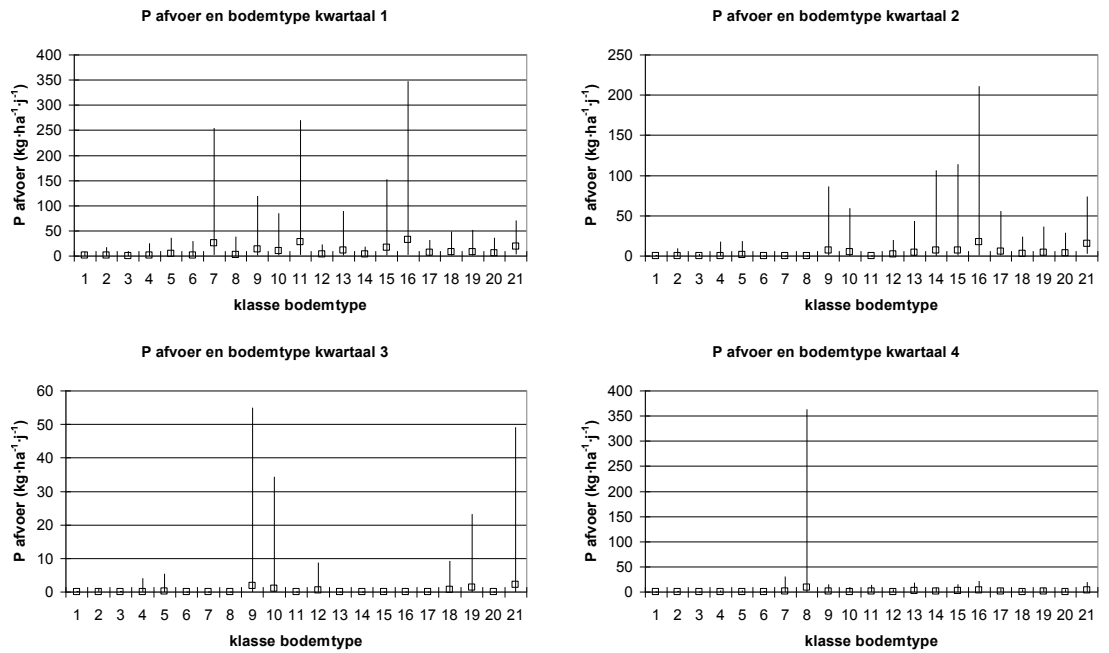 P afvoer en bodemtype kwartaal 1
P afvoer (kg·ha⁻¹·j⁻¹)
400
350
300
250
200
150
100
50
0
1 2 3 4 5 6 7 8 9 10 11 12 13 14 15 16 17 18 19 20 21
klasse bodemtype
P afvoer en bodemtype kwartaal 2
P afvoer (kg·ha⁻¹·j⁻¹)
250
200
150
100
50
0
1 2 3 4 5 6 7 8 9 10 11 12 13 14 15 16 17 18 19 20 21
klasse bodemtype
P afvoer en bodemtype kwartaal 3
P afvoer (kg·ha⁻¹·j⁻¹)
60
50
40
30
20
10
0
1 2 3 4 5 6 7 8 9 10 11 12 13 14 15 16 17 18 19 20 21
klasse bodemtype
P afvoer en bodemtype kwartaal 4
P afvoer (kg·ha⁻¹·j⁻¹)
400
350
300
250
200
150
100
50
0
1 2 3 4 5 6 7 8 9 10 11 12 13 14 15 16 17 18 19 20 21
klasse bodemtype